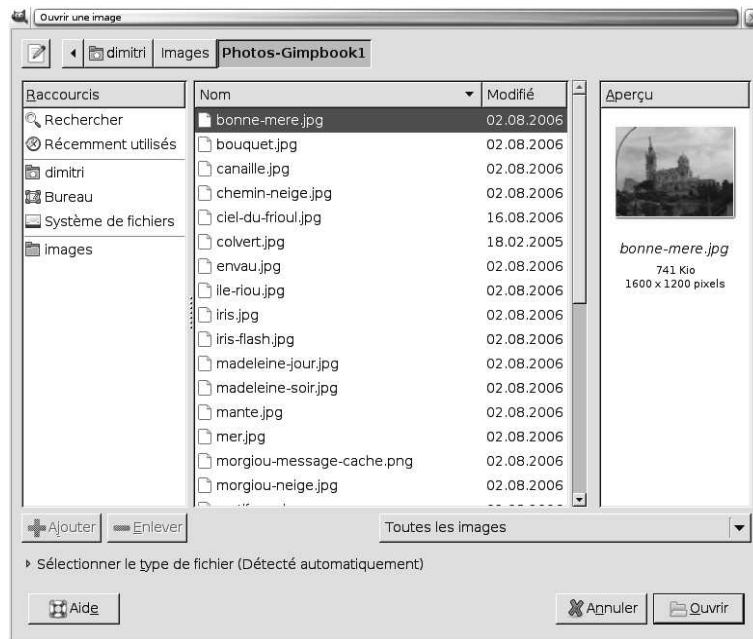 Ouvrir une image
dimitri Images Photos-Gimpbook1
Raccourcis
Rechercher
Récemment utilisés
dimitri
Bureau
Système de fichiers
images
Nom Modifié
bonne-mere.jpg 02.08.2006
bouquet.jpg 02.08.2006
canaille.jpg 02.08.2006
chemin-neige.jpg 02.08.2006
ciel-du-frioul.jpg 16.08.2006
colvert.jpg 18.02.2005
envau.jpg 02.08.2006
ile-riou.jpg 02.08.2006
iris.jpg 02.08.2006
iris-flash.jpg 02.08.2006
madeleine-jour.jpg 02.08.2006
madeleine-soir.jpg 02.08.2006
mante.jpg 02.08.2006
mer.jpg 02.08.2006
morgiou-message-cache.png 02.08.2006
morgiou-neige.jpg 02.08.2006
Aperçu
bonne-mere.jpg
741 Kio
1600 x 1200 pixels
Ajouter Enlever Toutes les images
Sélectionner le type de fichier (Détecté automatiquement)
Aide Annuler Ouvrir